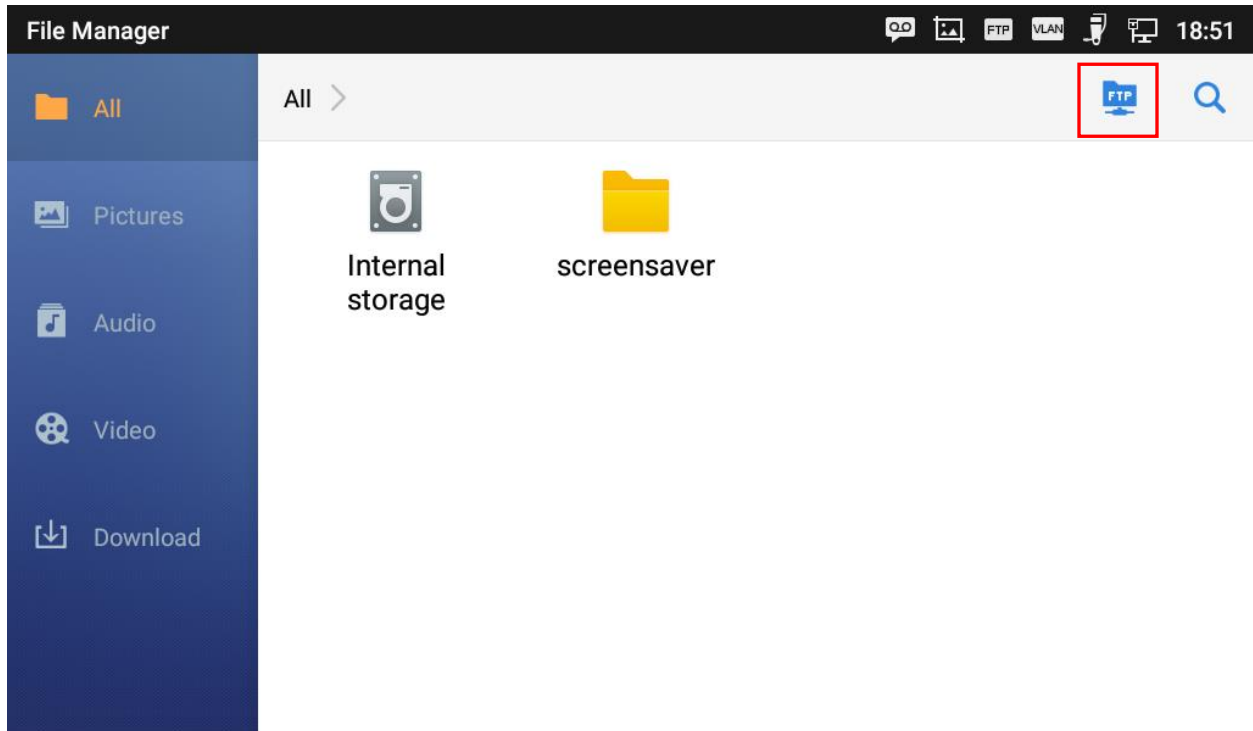 File Manager
FTP VLAN 18:51
All
All
FTP
Pictures
Audio
Video
Download
Internal
storage
screensaver